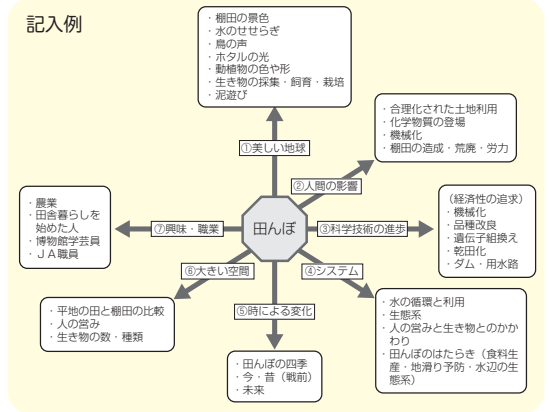 記入例
・棚田の景色
・水のせせらぎ
・鳥の声
・ホタルの光
・動植物の色や形
・生き物の採集・飼育・栽培
・泥遊び
①美しい地球
・合理化された土地利用
・化学物質の登場
・機械化
・棚田の造成・荒廃・労力
②人間の影響
田んぼ
③科学技術の進歩
（経済性の追求）
・機械化
・品種改良
・遺伝子組換え
・乾田化
・ダム・用水路
④システム
・水の循環と利用
・生態系
・人の営みと生き物とのかか
わり
・田んぼのはたらき（食料生
産・地滑り予防・水辺の生
態系）
⑤時による変化
・田んぼの四季
・今・昔（戦前）
・未来
⑥大きい空間
・平地の田と棚田の比較
・人の営み
・生き物の数・種類
⑦興味・職業
・農業
・田舎暮らしを
始めた人
・博物館学芸員
・ＪＡ職員